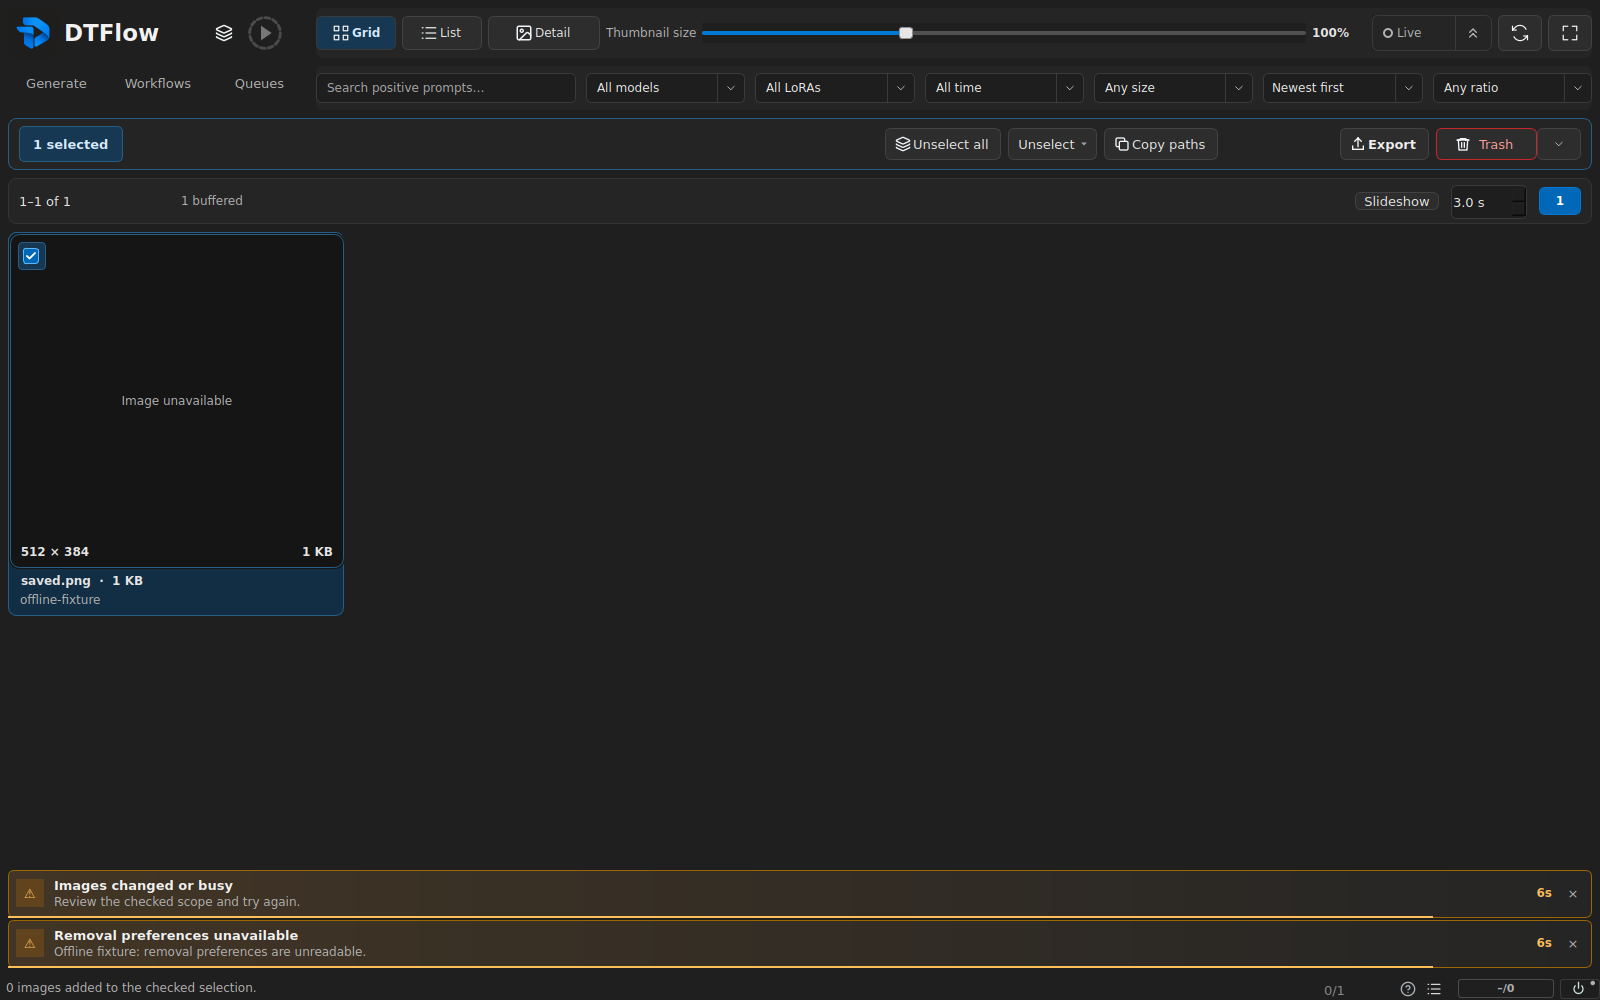 DTFlow
Grid
List
Detail
Thumbnail size
100%
Live
Generate
Workflows
Queues
Search positive prompts...
All models
All LoRAs
All time
Any size
Newest first
Any ratio
1 selected
Unselect all
Unselect
Copy paths
Export
Trash
1–1 of 1
1 buffered
Slideshow
3.0 s
1
Image unavailable
512 × 384
1 KB
saved.png · 1 KB
offline-fixture
Images changed or busy
Review the checked scope and try again.
6s
×
Removal preferences unavailable
Offline fixture: removal preferences are unreadable.
6s
×
0 images added to the checked selection.
0/1
–/0